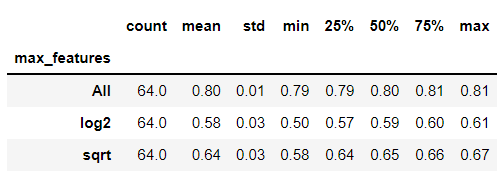 count mean std min 25% 50% 75% max
max_features
All 64.0 0.80 0.01 0.79 0.79 0.80 0.81 0.81
log2 64.0 0.58 0.03 0.50 0.57 0.59 0.60 0.61
sqrt 64.0 0.64 0.03 0.58 0.64 0.65 0.66 0.67